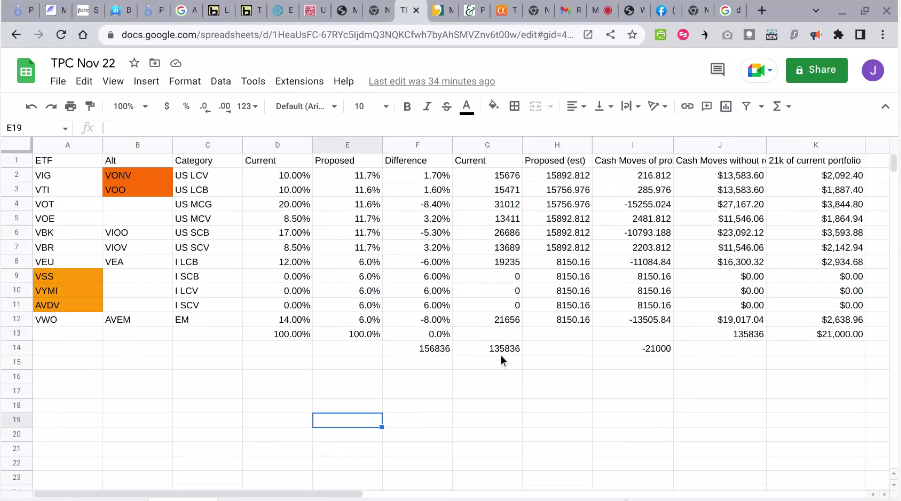 docs.google.com/spreadsheets/d/1HeaUsFC-67RYc5ljdmQ3NQKCfwh7byAhSMVZnv6t00w/edit#gid=4...
TPC Nov 22
Share
J
File Edit View Insert Format Data Tools Extensions Help Last edit was 34 minutes ago
100% $ % .0 .00 123 Default (Ari... 10 B I S A
E19 fx
A B C D E F G H I J K
1 ETF Alt Category Current Proposed Difference Current Proposed (est) Cash Moves of pro Cash Moves without r 21k of current portfolio
2 VIG VONV US LCV 10.00% 11.7% 1.70% 15676 15892.812 216.812 $13,583.60 $2,092.40
3 VTI VOO US LCB 10.00% 11.6% 1.60% 15471 15756.976 285.976 $13,583.60 $1,887.40
4 VOT US MCG 20.00% 11.6% -8.40% 31012 15756.976 -15255.024 $27,167.20 $3,844.80
5 VOE US MCV 8.50% 11.7% 3.20% 13411 15892.812 2481.812 $11,546.06 $1,864.94
6 VBK VIOO US SCB 17.00% 11.7% -5.30% 26686 15892.812 -10793.188 $23,092.12 $3,593.88
7 VBR VIOV US SCV 8.50% 11.7% 3.20% 13689 15892.812 2203.812 $11,546.06 $2,142.94
8 VEU VEA I LCB 12.00% 6.0% -6.00% 19235 8150.16 -11084.84 $16,300.32 $2,934.68
9 VSS I SCB 0.00% 6.0% 6.00% 0 8150.16 8150.16 $0.00 $0.00
10 VYMI I LCV 0.00% 6.0% 6.00% 0 8150.16 8150.16 $0.00 $0.00
11 AVDV I SCV 0.00% 6.0% 6.00% 0 8150.16 8150.16 $0.00 $0.00
12 VWO AVEM EM 14.00% 6.0% -8.00% 21656 8150.16 -13505.84 $19,017.04 $2,638.96
13 100.00% 100.0% 0.0% 135836 $21,000.00
14 156836 135836 -21000
15
16
17
18
19
20
21
22
23